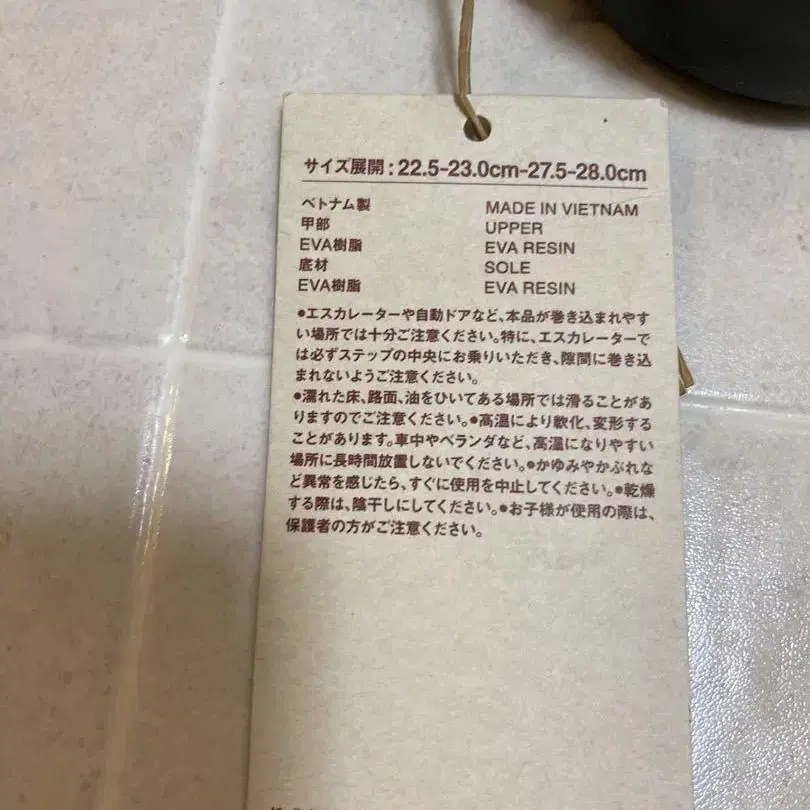 サイズ展開:22.5-23.0cm-27.5-28.0cm
ベトナム製 MADE IN VIETNAM
甲部 UPPER
EVA樹脂 EVA RESIN
底材 SOLE
EVA樹脂 EVA RESIN
●エスカレーターや自動ドアなど、本品が巻き込まれやす
い場所では十分ご注意ください。特に、エスカレーターで
は必ずステップの中央にお乗りいただき、隙間に巻き込
まれないようご注意ください。
●濡れた床、路面、油をひいてある場所では滑ることがあ
りますのでご注意ください。●高温により軟化、変形する
ことがあります。車中やベランダなど、高温になりやすい
場所に長時間放置しないでください。●かゆみやかぶれな
ど異常を感じたら、すぐに使用を中止してください。●乾燥
する際は、陰干しにしてください。●お子様が使用の際は、
保護者の方がご注意ください。